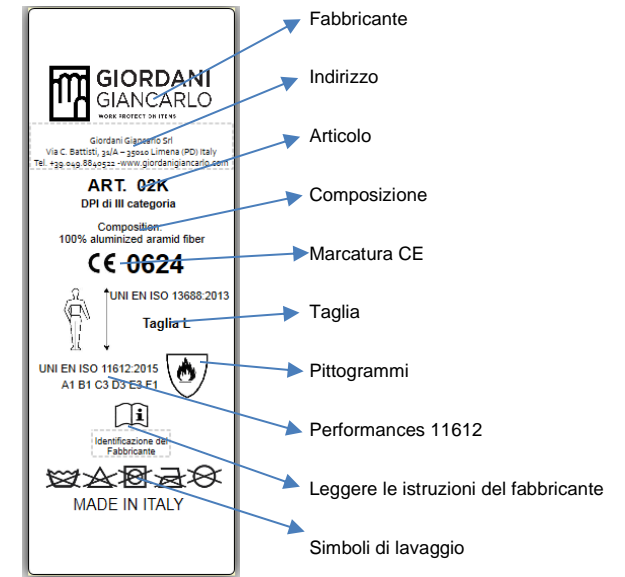 GIORDANI
GIANCARLO
WORK PROTECTION ITEMS
Giordani Giancarlo Srl
Via C. Battisti, 31/A – 35010 Limena (PD) Italy
Tel. +39.049.8840522 -www.giordanigiancarlo.com
ART. 02K
DPI di III categoria
Composition:
100% aluminized aramid fiber
CE 0624
UNI EN ISO 13688:2013
Taglia L
UNI EN ISO 11612:2015
A1 B1 C3 D3 E3 F1
i
Identificazione del
Fabbricante
MADE IN ITALY
Fabbricante
Indirizzo
Articolo
Composizione
Marcatura CE
Taglia
Pittogrammi
Performances 11612
Leggere le istruzioni del fabbricante
Simboli di lavaggio